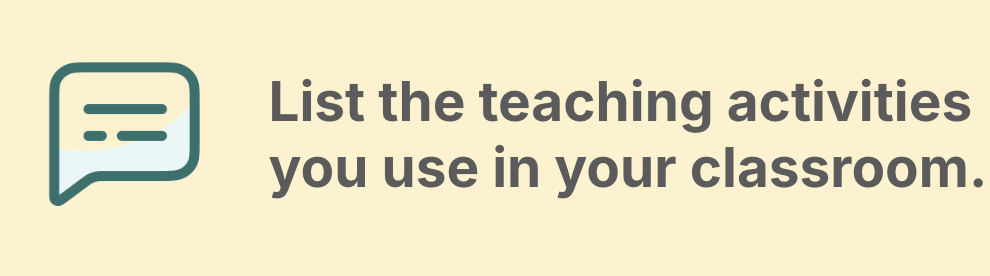 List the teaching activities
you use in your classroom.